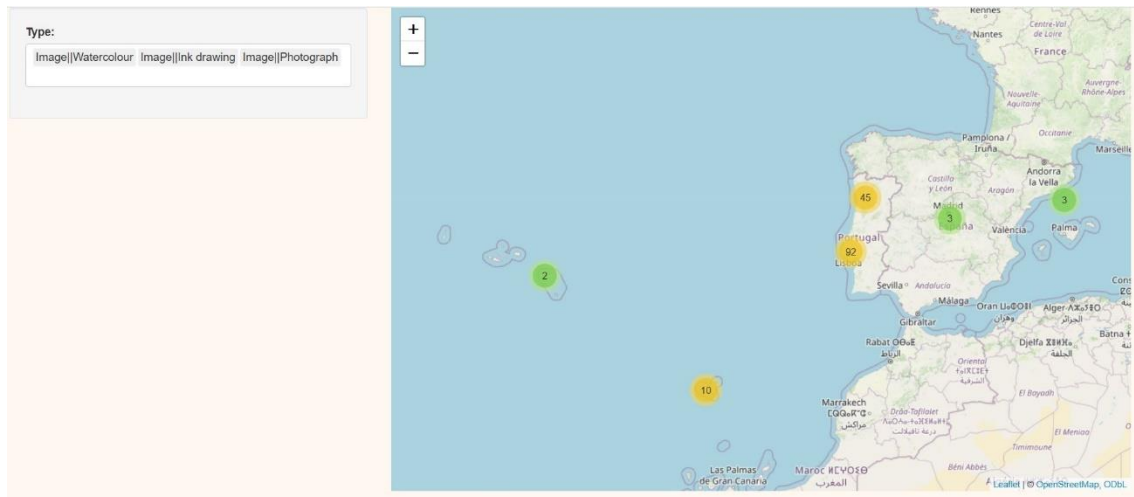 Type:
Image||Watercolour Image||Ink drawing Image||Photograph
+
−
Rennes
Nantes
Centre-Val
de Loire
France
Auvergne-
Rhône-Alpes
Nouvelle-
Aquitaine
Occitanie
Pamplona /
Iruña
Marseille
Andorra
la Vella
Castilla
y León
Aragón
45
3
Madrid
3
España
València
Palma
Portugal
92
Lisboa
2
Sevilla
Andalucía
Málaga
Oran
وهران
Alger
الجزائر
Gibraltar
Batna
Rabat
الرباط
Djelfa
الجلفة
Oriental
الشرقية
10
El Bayadh
Marrakech
مراكش
Drâa-Tafilalet
درعة تافيلالت
El Meniaa
Timimoune
Las Palmas
de Gran Canaria
Maroc
المغرب
Béni Abbès
Leaflet | © OpenStreetMap, ODbL